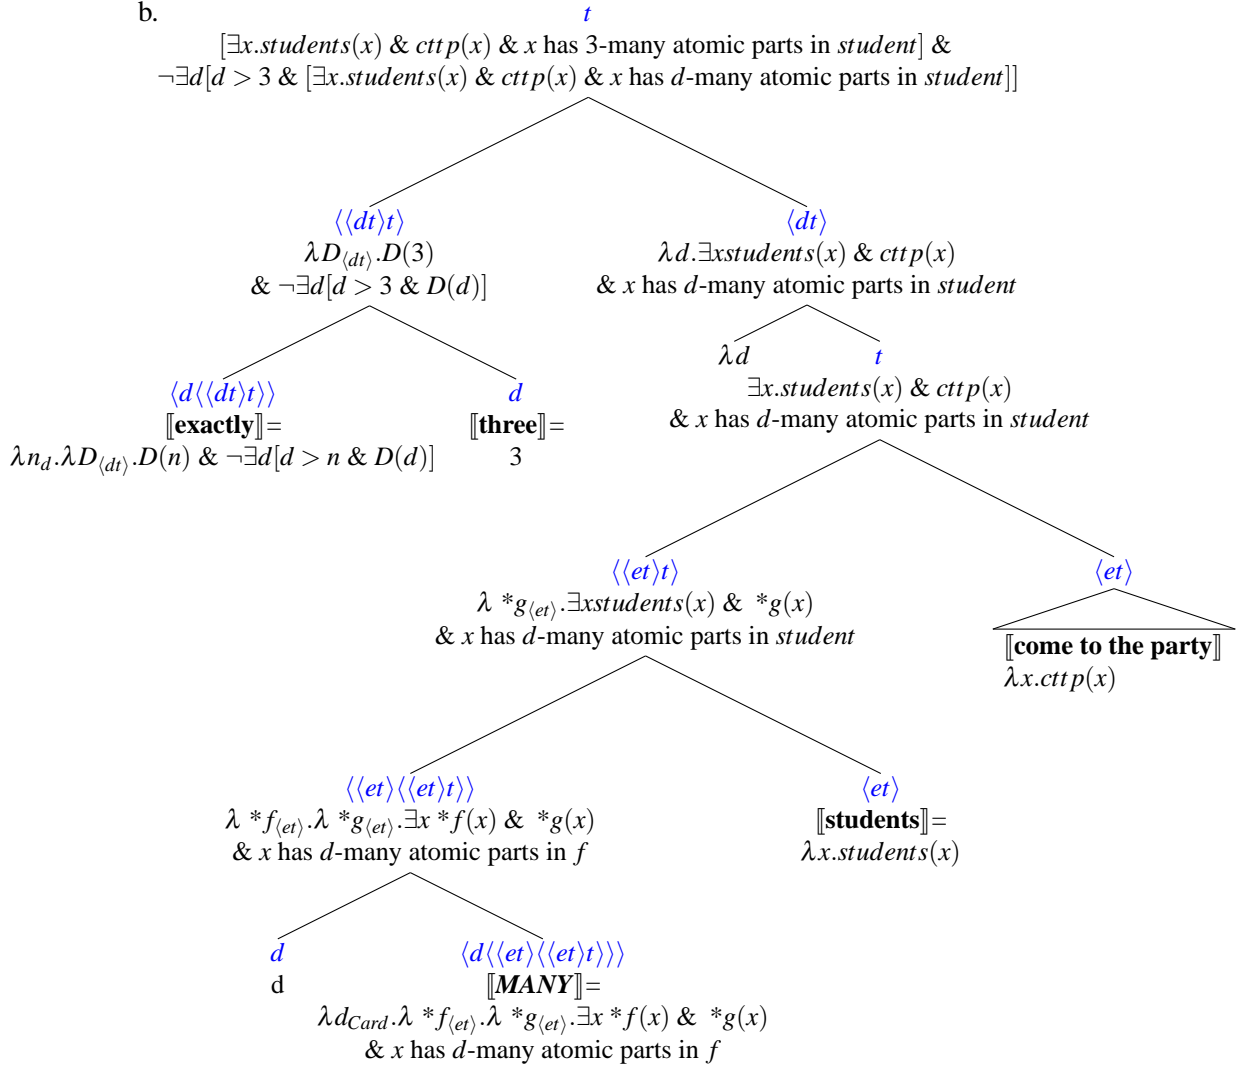 b.
t
[∃x.students(x) & cttp(x) & x has 3-many atomic parts in student] &
¬∃d[d > 3 & [∃x.students(x) & cttp(x) & x has d-many atomic parts in student]]
⟨⟨dt⟩t⟩ ⟨dt⟩
λD⟨dt⟩.D(3) λd.∃xstudents(x) & cttp(x)
& ¬∃d[d > 3 & D(d)] & x has d-many atomic parts in student
λd t
∃x.students(x) & cttp(x)
& x has d-many atomic parts in student
⟨d⟨⟨dt⟩t⟩⟩ d
⟦exactly⟧= ⟦three⟧=
λn_d.λD⟨dt⟩.D(n) & ¬∃d[d > n & D(d)] 3
⟨⟨et⟩t⟩ ⟨et⟩
λ *g⟨et⟩.∃xstudents(x) & *g(x)
& x has d-many atomic parts in student
⟦come to the party⟧
λx.cttp(x)
⟨⟨et⟩⟨⟨et⟩t⟩⟩ ⟨et⟩
λ *f⟨et⟩.λ *g⟨et⟩.∃x *f(x) & *g(x) ⟦students⟧=
& x has d-many atomic parts in f λx.students(x)
d ⟨d⟨⟨et⟩⟨⟨et⟩t⟩⟩⟩
d ⟦MANY⟧=
λd_Card.λ *f⟨et⟩.λ *g⟨et⟩.∃x *f(x) & *g(x)
& x has d-many atomic parts in f